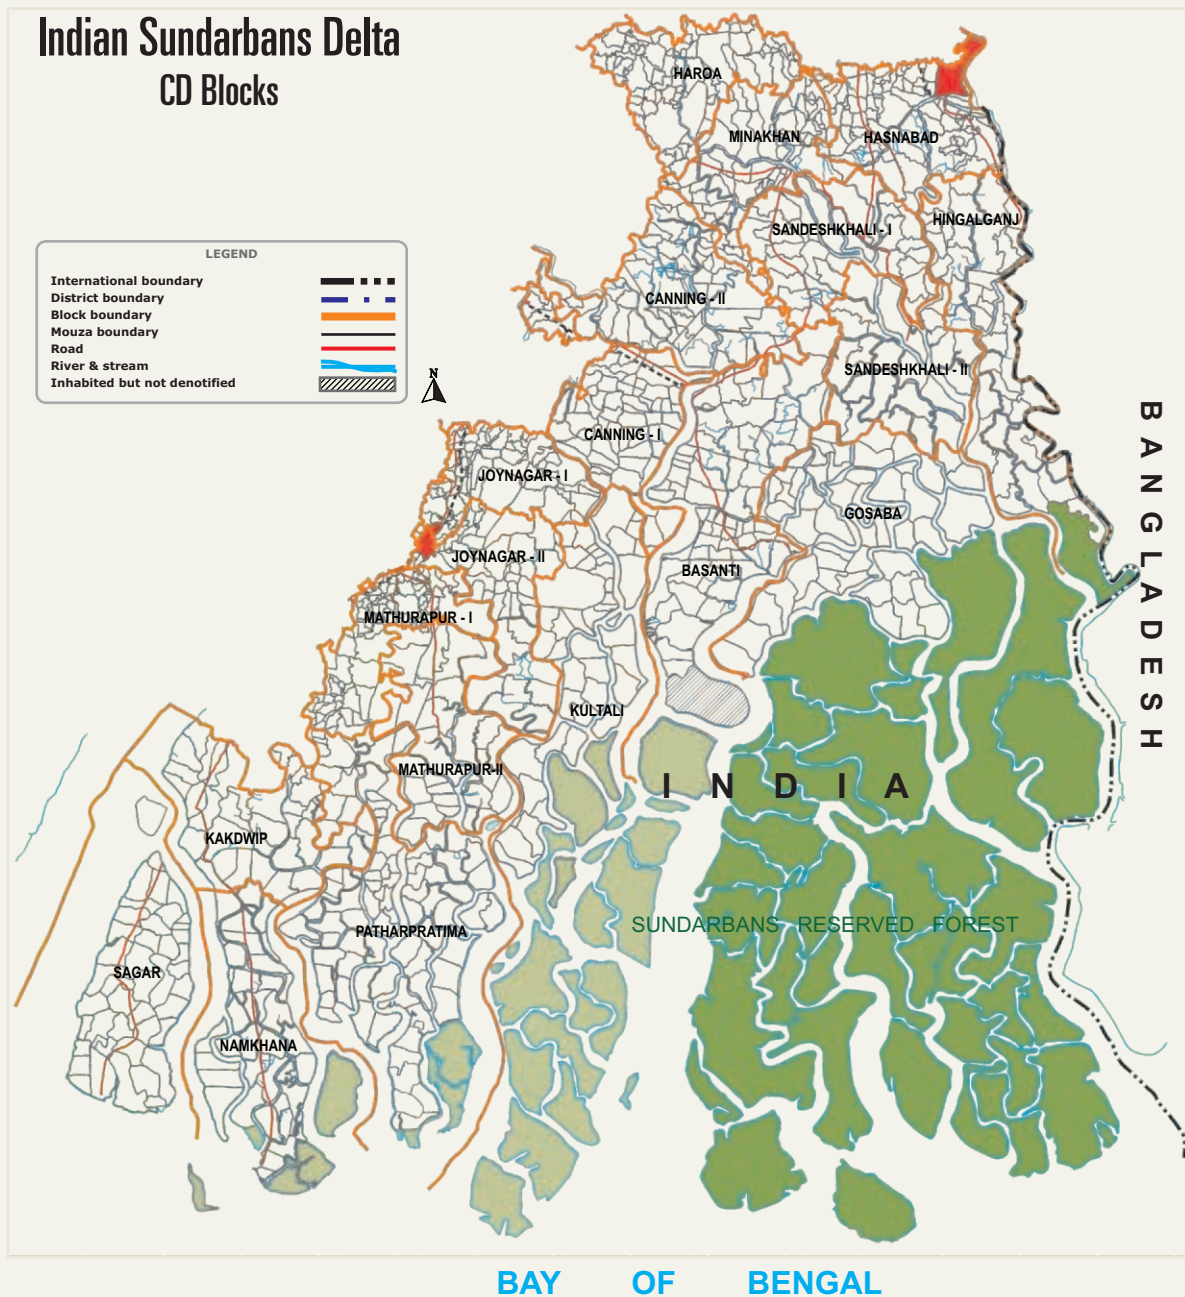 Indian Sundarbans Delta
CD Blocks
LEGEND
International boundary
District boundary
Block boundary
Mouza boundary
Road
River & stream
Inhabited but not denotified
N
HAROA
MINAKHAN
HASNABAD
HINGALGANJ
SANDESHKHALI - I
CANNING - II
SANDESHKHALI - II
CANNING - I
JOYNAGAR - I
GOSABA
JOYNAGAR - II
BASANTI
MATHURAPUR - I
KULTALI
MATHURAPUR-II
KAKDWIP
PATHARPRATIMA
SAGAR
NAMKHANA
BANGLADESH
INDIA
SUNDARBANS RESERVED FOREST
BAY OF BENGAL